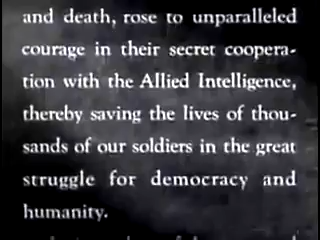 and death, rose to unparalleled
courage in their secret coopera-
tion with the Allied Intelligence,
thereby saving the lives of thou-
sands of our soldiers in the great
struggle for democracy and
humanity.